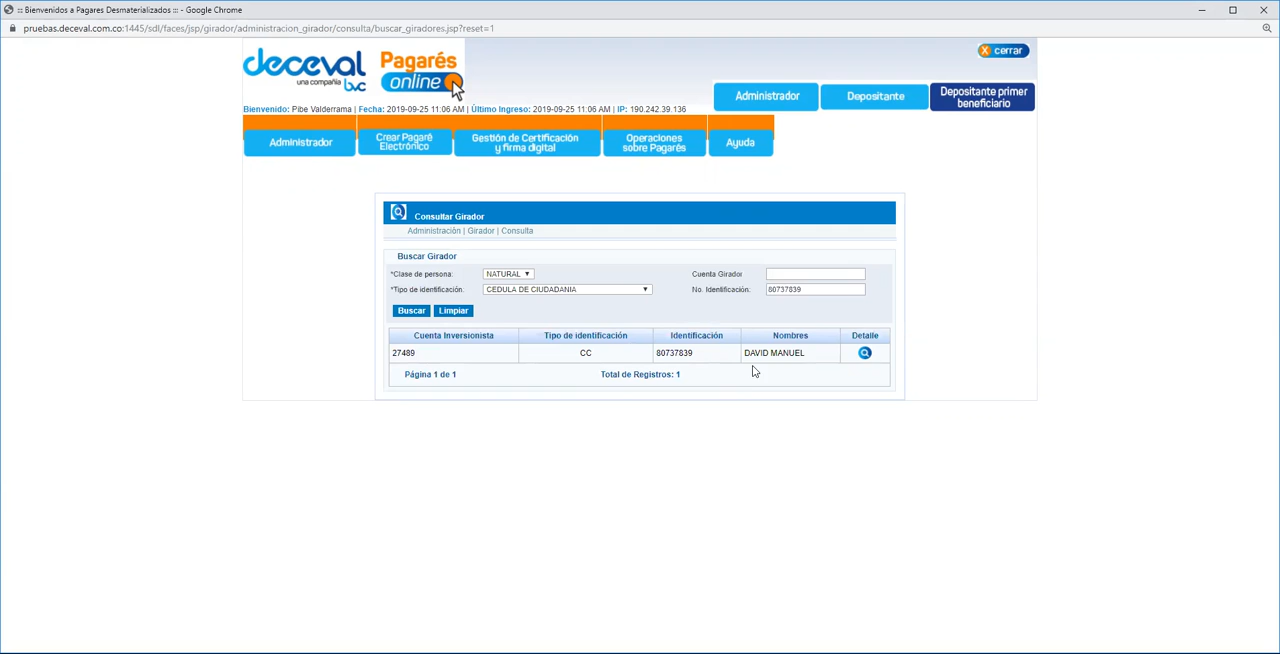 ::: Bienvenidos a Pagares Desmaterializados ::: - Google Chrome
pruebas.deceval.com.co:1445/sdl/faces/jsp/girador/administracion_girador/consulta/buscar_giradores.jsp?reset=1
deceval
una compañía bvc
Pagarés
online
X cerrar
Administrador
Depositante
Depositante primer
beneficiario
Bienvenido: Pibe Valderrama | Fecha: 2019-09-25 11:06 AM | Último Ingreso: 2019-09-25 11:06 AM | IP: 190.242.39.136
Administrador
Crear Pagaré
Electrónico
Gestión de Certificación
y firma digital
Operaciones
sobre Pagarés
Ayuda
Consultar Girador
Administración | Girador | Consulta
Buscar Girador
*Clase de persona: NATURAL Cuenta Girador
*Tipo de identificación: CEDULA DE CIUDADANIA No. Identificación: 80737839
Buscar Limpiar
Cuenta Inversionista Tipo de identificación Identificación Nombres Detalle
27489 CC 80737839 DAVID MANUEL
Página 1 de 1 Total de Registros: 1